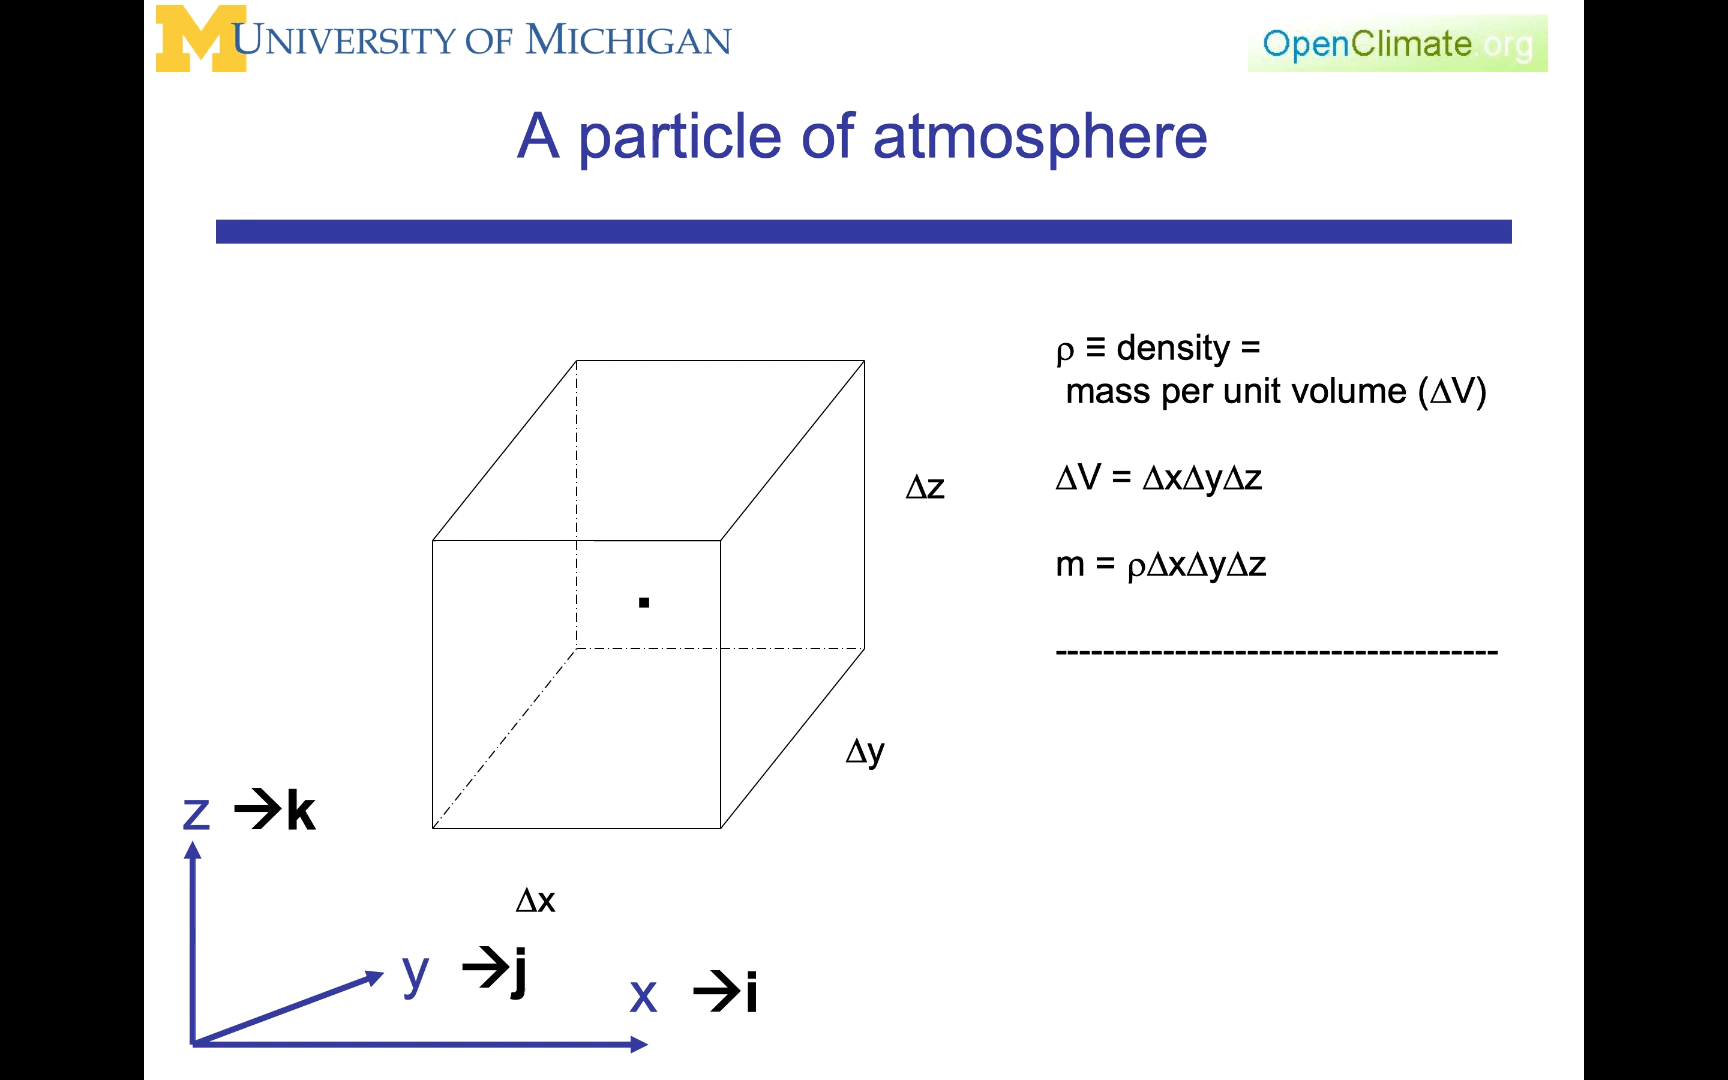 UNIVERSITY OF MICHIGAN
OpenClimate.org
A particle of atmosphere
ρ ≡ density =
mass per unit volume (ΔV)
ΔV = ΔxΔyΔz
m = ρΔxΔyΔz
-------------------------------------
Δz
Δy
Δx
z →k
y →j
x →i